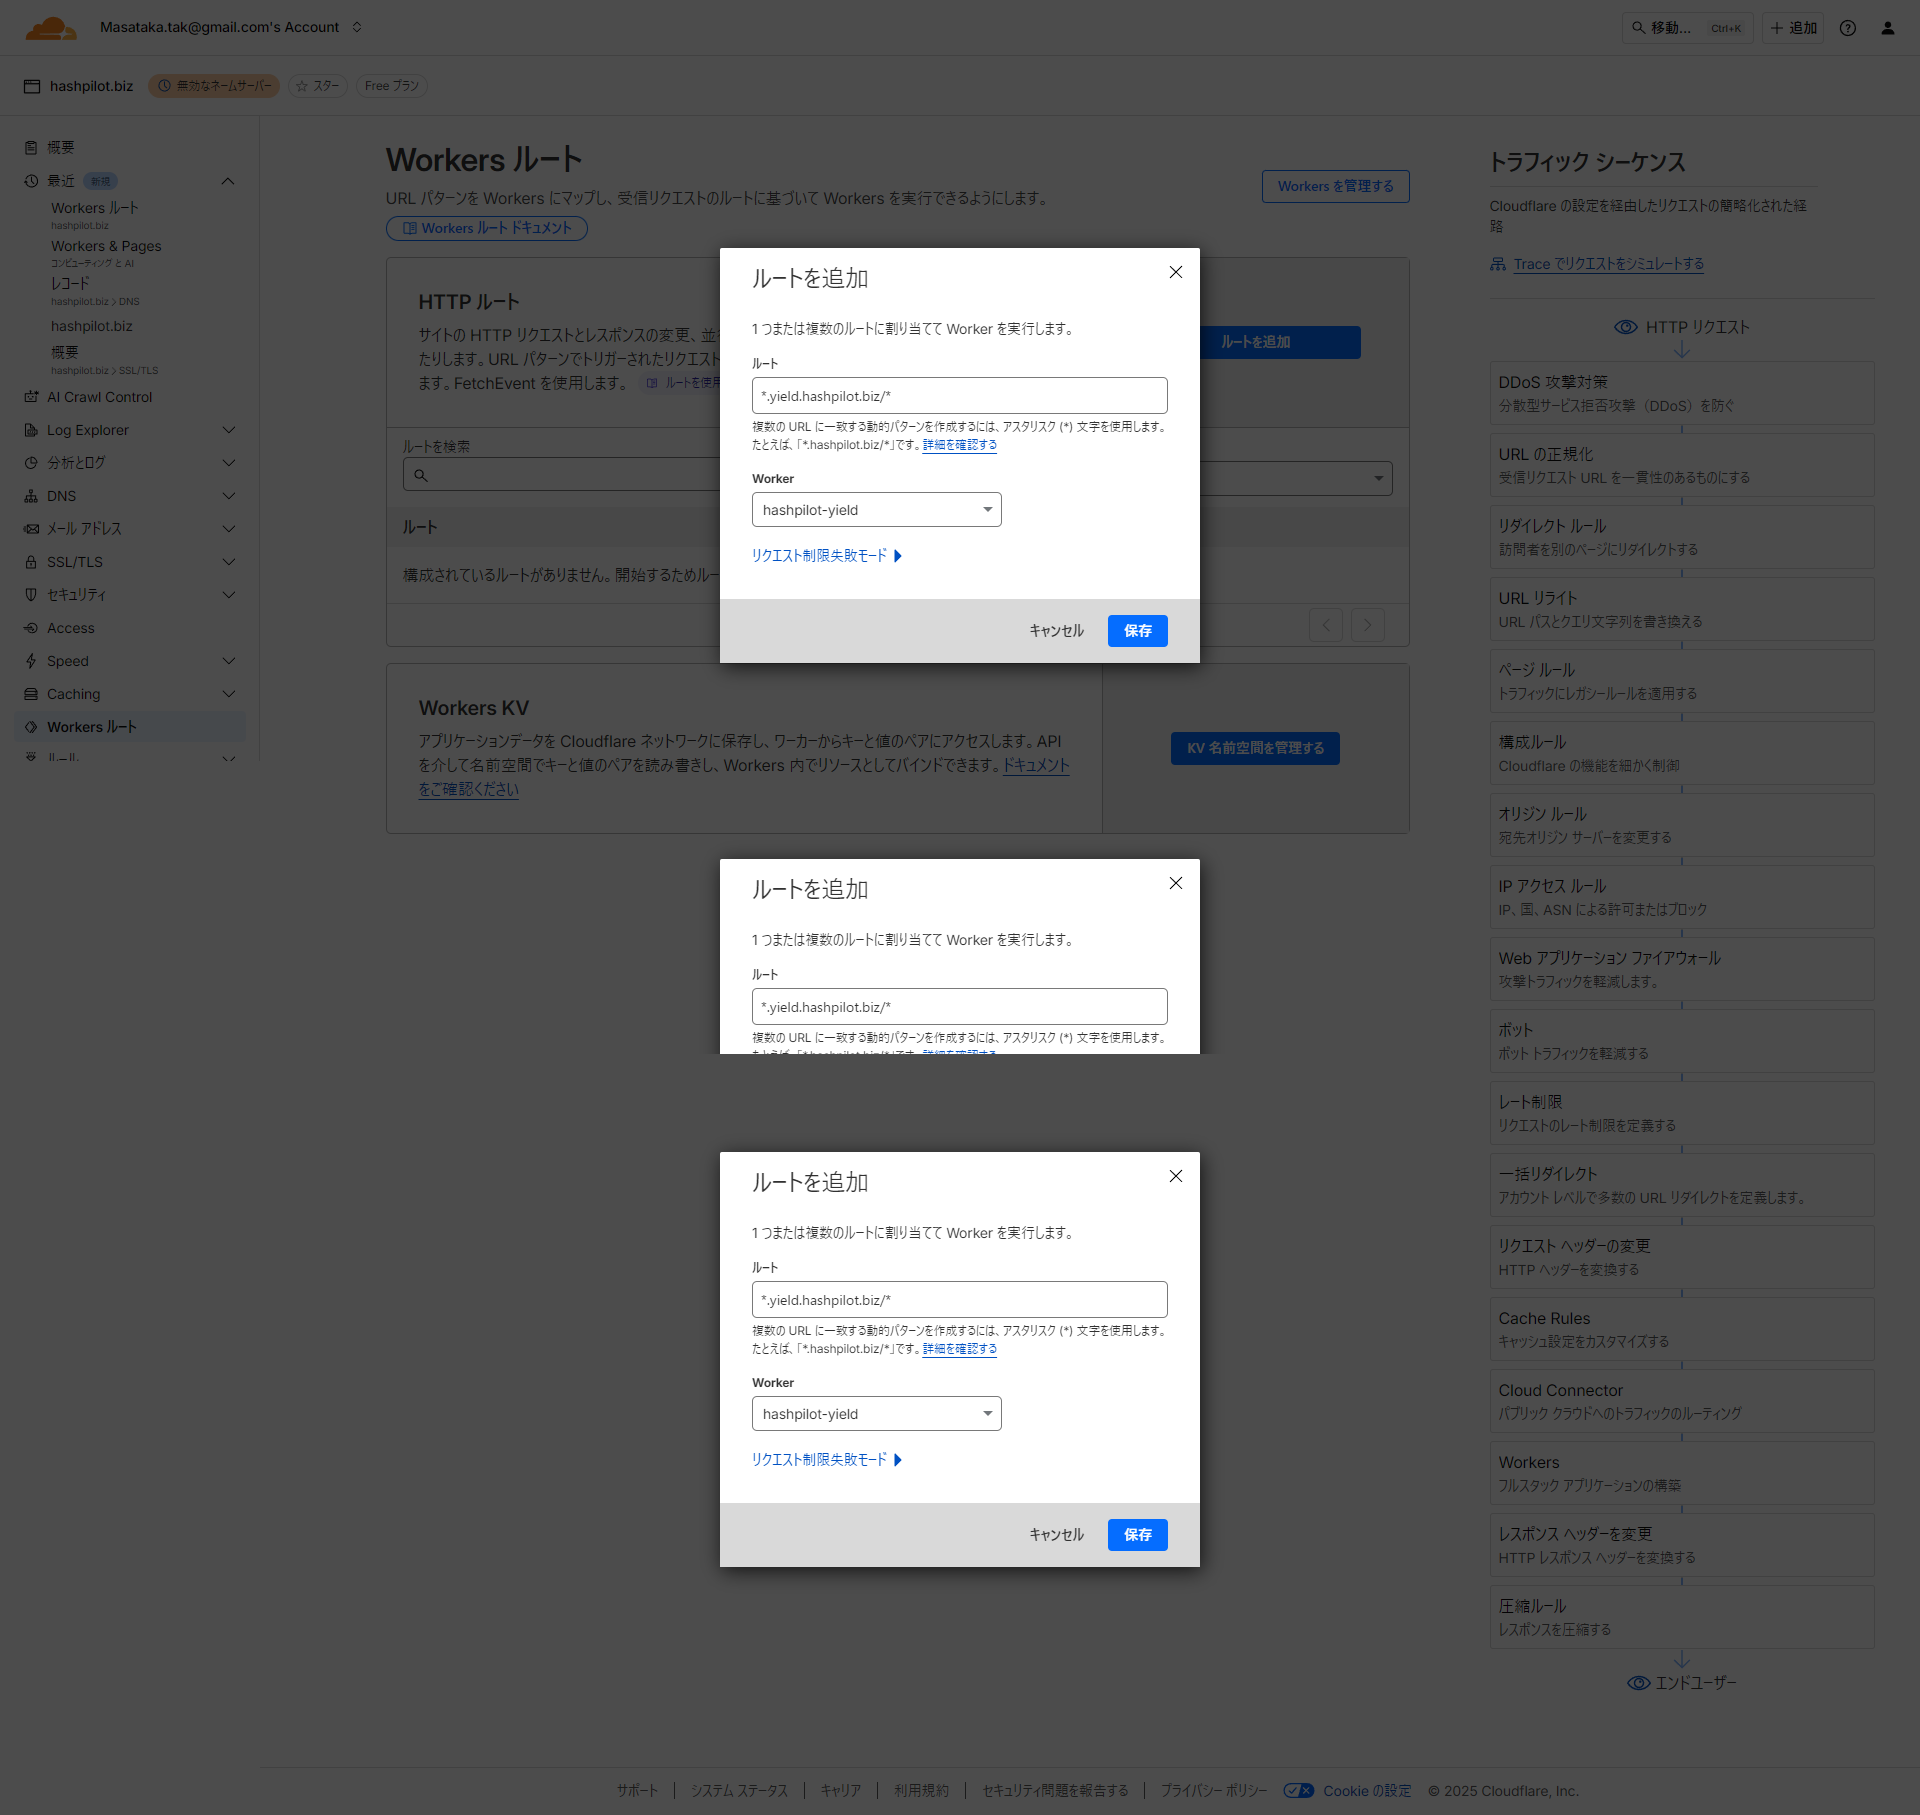 Masataka.tak@gmail.com's Account
移動... Ctrl+K
追加
hashpilot.biz
無効なネームサーバー
スター
Free プラン
概要
最近 新規
Workers ルート
hashpilot.biz
Workers & Pages
コンピューティング と AI
レコード
hashpilot.biz > DNS
hashpilot.biz
概要
hashpilot.biz > SSL/TLS
AI Crawl Control
Log Explorer
分析とログ
DNS
メール アドレス
SSL/TLS
セキュリティ
Access
Speed
Caching
Workers ルート
ルール
Workers ルート
URL パターンを Workers にマップし、受信リクエストのルートに基づいて Workers を実行できるようにします。
Workers ルート ドキュメント
Workers を管理する
HTTP ルート
サイトの HTTP リクエストとレスポンスの変更、並
たりします。URL パターンでトリガーされたリクエスト
ます。FetchEvent を使用します。 ルートを使用
ルートを追加
ルートを検索
ルート
構成されているルートがありません。開始するためルー
Workers KV
アプリケーションデータを Cloudflare ネットワークに保存し、ワーカーからキーと値のペアにアクセスします。API
を介して名前空間でキーと値のペアを読み書きし、Workers 内でリソースとしてバインドできます。ドキュメント
をご確認ください
KV 名前空間を管理する
ルートを追加
1 つまたは複数のルートに割り当てて Worker を実行します。
ルート
*.yield.hashpilot.biz/*
複数の URL に一致する動的パターンを作成するには、アスタリスク (*) 文字を使用します。
たとえば、「*.hashpilot.biz/*」です。詳細を確認する
Worker
hashpilot-yield
リクエスト制限失敗モード
キャンセル
保存
ルートを追加
1 つまたは複数のルートに割り当てて Worker を実行します。
ルート
*.yield.hashpilot.biz/*
複数の URL に一致する動的パターンを作成するには、アスタリスク (*) 文字を使用します。
たとえば、「*.hashpilot.biz/*」です。詳細を確認する
ルートを追加
1 つまたは複数のルートに割り当てて Worker を実行します。
ルート
*.yield.hashpilot.biz/*
複数の URL に一致する動的パターンを作成するには、アスタリスク (*) 文字を使用します。
たとえば、「*.hashpilot.biz/*」です。詳細を確認する
Worker
hashpilot-yield
リクエスト制限失敗モード
キャンセル
保存
トラフィック シーケンス
Cloudflare の設定を経由したリクエストの簡略化された経
路
Trace でリクエストをシミュレートする
HTTP リクエスト
DDoS 攻撃対策
分散型サービス拒否攻撃（DDoS）を防ぐ
URL の正規化
受信リクエスト URL を一貫性のあるものにする
リダイレクト ルール
訪問者を別のページにリダイレクトする
URL リライト
URL パスとクエリ文字列を書き換える
ページ ルール
トラフィックにレガシールールを適用する
構成ルール
Cloudflare の機能を細かく制御
オリジン ルール
宛先オリジン サーバーを変更する
IP アクセス ルール
IP、国、ASN による許可またはブロック
Web アプリケーション ファイアウォール
攻撃トラフィックを軽減します。
ボット
ボット トラフィックを軽減する
レート制限
リクエストのレート制限を定義する
一括リダイレクト
アカウント レベルで多数の URL リダイレクトを定義します。
リクエスト ヘッダーの変更
HTTP ヘッダーを変換する
Cache Rules
キャッシュ設定をカスタマイズする
Cloud Connector
パブリック クラウドへのトラフィックのルーティング
Workers
フルスタック アプリケーションの構築
レスポンス ヘッダーを変更
HTTP レスポンス ヘッダーを変換する
圧縮ルール
レスポンスを圧縮する
エンドユーザー
サポート
システム ステータス
キャリア
利用規約
セキュリティ問題を報告する
プライバシー ポリシー
Cookie の設定
© 2025 Cloudflare, Inc.